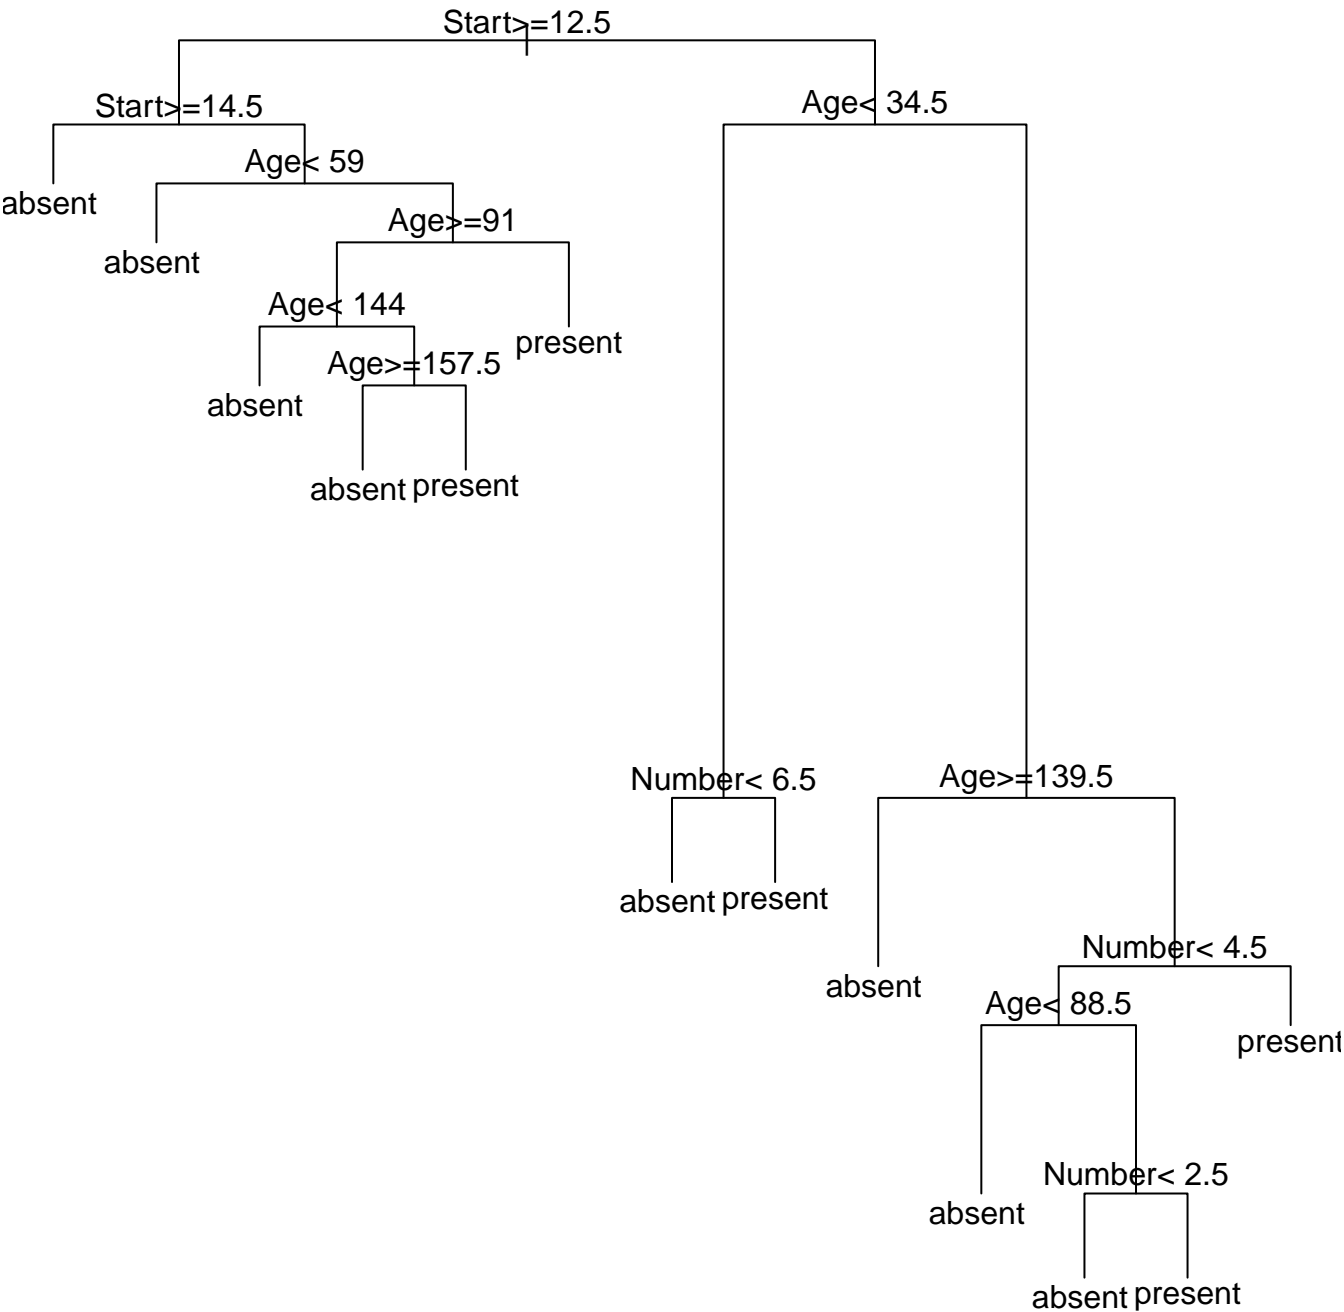 Start>=12.5
Start>=14.5
Age< 34.5
Age< 59
absent
Age>=91
absent
Age< 144
present
Age>=157.5
absent
absent present
Number< 6.5
Age>=139.5
absent present
Number< 4.5
absent
Age< 88.5
present
Number< 2.5
absent
absent present